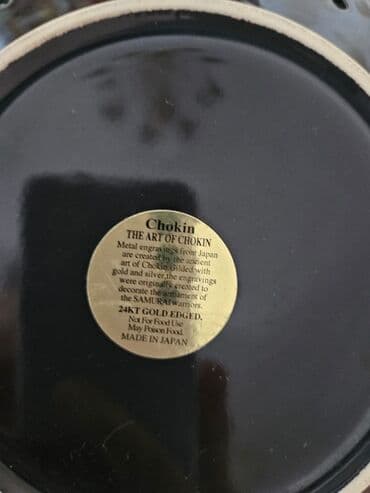 Chokin
THE ART OF CHOKIN
Metal engravings from Japan
are created by the ancient
art of Chokin. Gilded with
gold and silver,the engravings
were originally created to
decorate the armament of
the SAMURAI warriors.
24KT GOLD EDGED.
Not For Food Use
May Poison Food.
MADE IN JAPAN